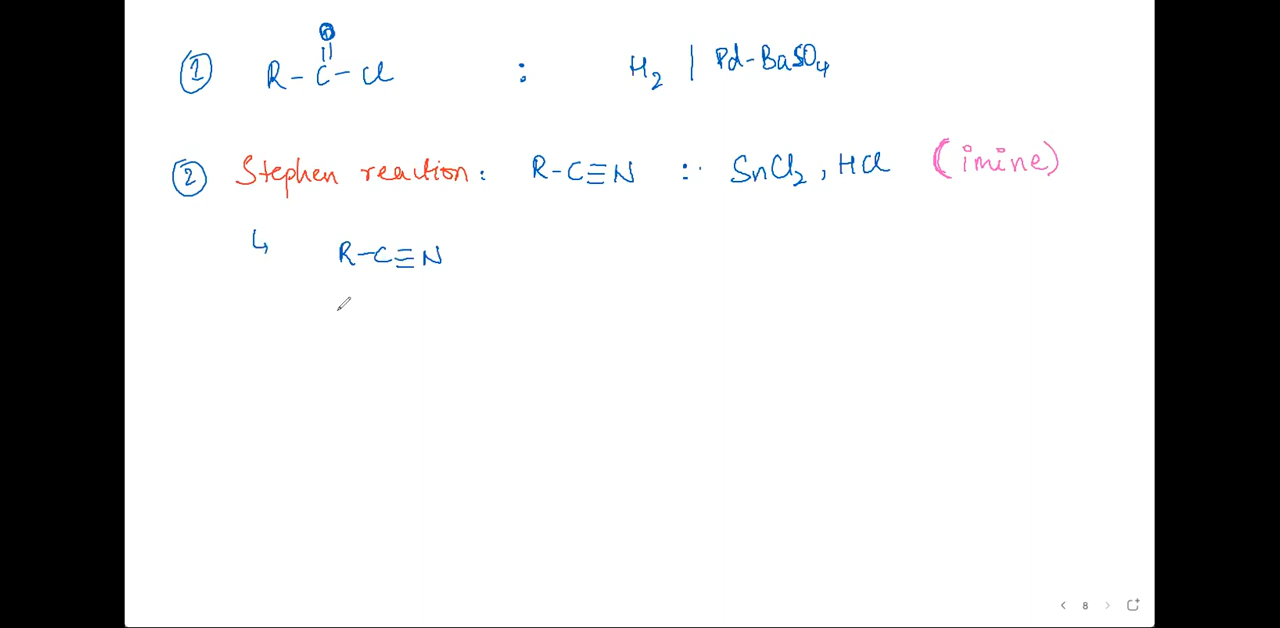 ① R-C(=O)-Cl : H₂ | Pd-BaSO₄
② Stephen reaction: R-C≡N : SnCl₂, HCl (imine)
↳ R-C≡N
< 8 >